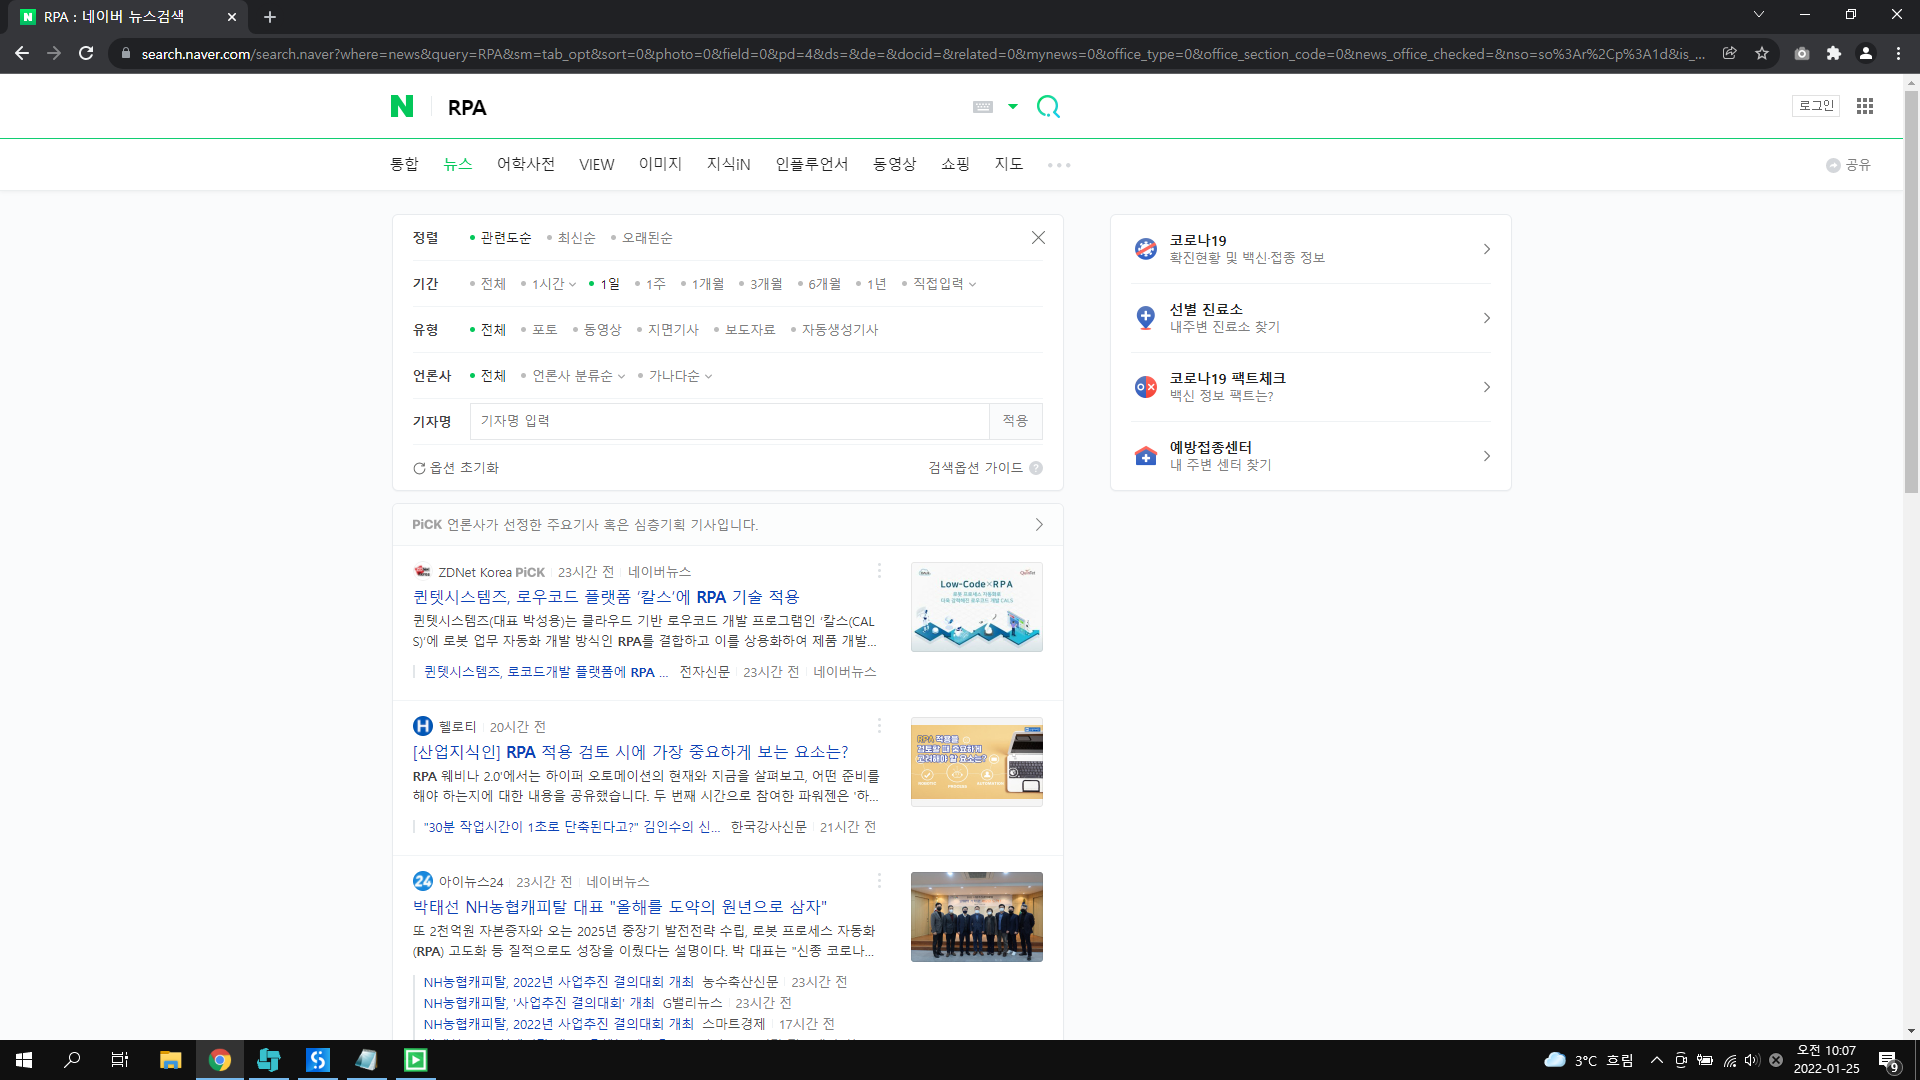 RPA : 네이버 뉴스검색
search.naver.com/search.naver?where=news&query=RPA&sm=tab_opt&sort=0&photo=0&field=0&pd=4&ds=&de=&docid=&related=0&mynews=0&office_type=0&office_section_code=0&news_office_checked=&nso=so%3Ar%2Cp%3A1d&is_...
N RPA
로그인
통합 뉴스 어학사전 VIEW 이미지 지식iN 인플루언서 동영상 쇼핑 지도
공유
정렬 관련도순 최신순 오래된순
기간 전체 1시간 1일 1주 1개월 3개월 6개월 1년 직접입력
유형 전체 포토 동영상 지면기사 보도자료 자동생성기사
언론사 전체 언론사 분류순 가나다순
기자명 기자명 입력 적용
옵션 초기화 검색옵션 가이드 ?
코로나19
확진현황 및 백신·접종 정보
선별 진료소
내주변 진료소 찾기
코로나19 팩트체크
백신 정보 팩트는?
예방접종센터
내 주변 센터 찾기
PiCK 언론사가 선정한 주요기사 혹은 심층기획 기사입니다.
ZDNet Korea PiCK 23시간 전 네이버뉴스
퀸텟시스템즈, 로우코드 플랫폼 '칼스'에 RPA 기술 적용
퀸텟시스템즈(대표 박성용)는 클라우드 기반 로우코드 개발 프로그램인 '칼스(CAL
S)'에 로봇 업무 자동화 개발 방식인 RPA를 결합하고 이를 상용화하여 제품 개발...
퀸텟시스템즈, 로코드개발 플랫폼에 RPA ... 전자신문 23시간 전 네이버뉴스
Low-Code×RPA
H 헬로티 20시간 전
[산업지식인] RPA 적용 검토 시에 가장 중요하게 보는 요소는?
RPA 웨비나 2.0'에서는 하이퍼 오토메이션의 현재와 지금을 살펴보고, 어떤 준비를
해야 하는지에 대한 내용을 공유했습니다. 두 번째 시간으로 참여한 파워젠은 '하...
"30분 작업시간이 1초로 단축된다고?" 김인수의 신... 한국강사신문 21시간 전
RPA 적용을
검토할 때 중요하게
고려해야 할 요소는?
24 아이뉴스24 23시간 전 네이버뉴스
박태선 NH농협캐피탈 대표 "올해를 도약의 원년으로 삼자"
또 2천억원 자본증자와 오는 2025년 중장기 발전전략 수립, 로봇 프로세스 자동화
(RPA) 고도화 등 질적으로도 성장을 이뤘다는 설명이다. 박 대표는 "신종 코로나...
NH농협캐피탈, 2022년 사업추진 결의대회 개최 농수축산신문 23시간 전
NH농협캐피탈, '사업추진 결의대회' 개최 G밸리뉴스 23시간 전
NH농협캐피탈, 2022년 사업추진 결의대회 개최 스마트경제 17시간 전
3°C 흐림
오전 10:07
2022-01-25
9